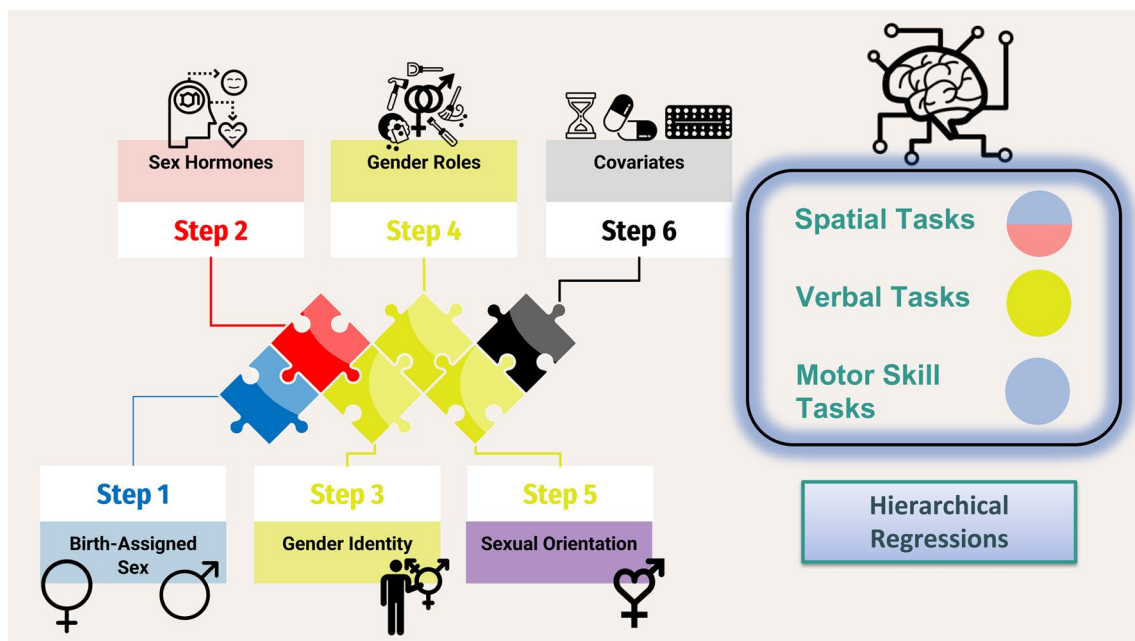 Sex Hormones
Step 2
Gender Roles
Step 4
Covariates
Step 6
Step 1
Birth-Assigned
Sex
Step 3
Gender Identity
Step 5
Sexual Orientation
Spatial Tasks
Verbal Tasks
Motor Skill
Tasks
Hierarchical
Regressions